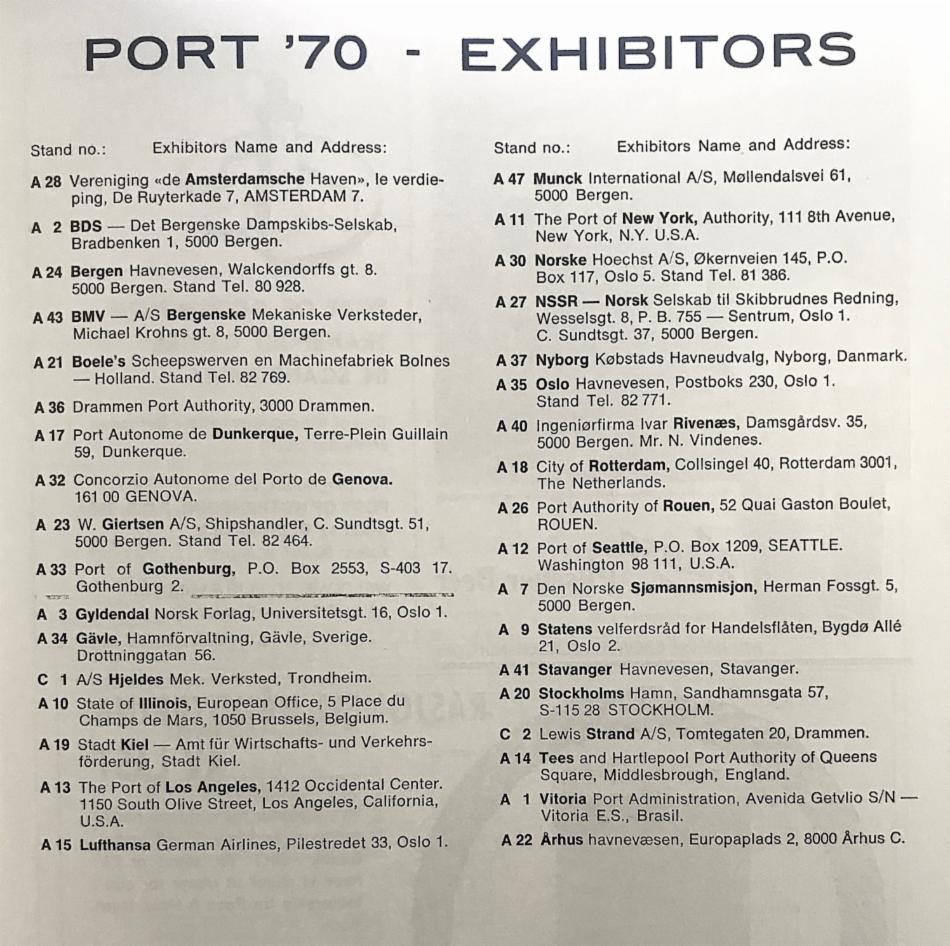 PORT '70 - EXHIBITORS
Stand no.: Exhibitors Name and Address:
A 28 Vereniging «de Amsterdamsche Haven», le verdie-
ping, De Ruyterkade 7, AMSTERDAM 7.
A 2 BDS — Det Bergenske Dampskibs-Selskab,
Bradbenken 1, 5000 Bergen.
A 24 Bergen Havnevesen, Walckendorffs gt. 8.
5000 Bergen. Stand Tel. 80 928.
A 43 BMV — A/S Bergenske Mekaniske Verksteder,
Michael Krohns gt. 8, 5000 Bergen.
A 21 Boele's Scheepswerven en Machinefabriek Bolnes
— Holland. Stand Tel. 82 769.
A 36 Drammen Port Authority, 3000 Drammen.
A 17 Port Autonome de Dunkerque, Terre-Plein Guillain
59, Dunkerque.
A 32 Concorzio Autonome del Porto de Genova.
161 00 GENOVA.
A 23 W. Giertsen A/S, Shipshandler, C. Sundtsgt. 51,
5000 Bergen. Stand Tel. 82 464.
A 33 Port of Gothenburg, P.O. Box 2553, S-403 17.
Gothenburg 2.
A 3 Gyldendal Norsk Forlag, Universitetsgt. 16, Oslo 1.
A 34 Gävle, Hamnförvaltning, Gävle, Sverige.
Drottninggatan 56.
C 1 A/S Hjeldes Mek. Verksted, Trondheim.
A 10 State of Illinois, European Office, 5 Place du
Champs de Mars, 1050 Brussels, Belgium.
A 19 Stadt Kiel — Amt für Wirtschafts- und Verkehrs-
förderung, Stadt Kiel.
A 13 The Port of Los Angeles, 1412 Occidental Center.
1150 South Olive Street, Los Angeles, California,
U.S.A.
A 15 Lufthansa German Airlines, Pilestredet 33, Oslo 1.
Stand no.: Exhibitors Name and Address:
A 47 Munck International A/S, Møllendalsvei 61,
5000 Bergen.
A 11 The Port of New York, Authority, 111 8th Avenue,
New York, N.Y. U.S.A.
A 30 Norske Hoechst A/S, Økernveien 145, P.O.
Box 117, Oslo 5. Stand Tel. 81 386.
A 27 NSSR — Norsk Selskab til Skibbrudnes Redning,
Wesselsgt. 8, P. B. 755 — Sentrum, Oslo 1.
C. Sundtsgt. 37, 5000 Bergen.
A 37 Nyborg Købstads Havneudvalg, Nyborg, Danmark.
A 35 Oslo Havnevesen, Postboks 230, Oslo 1.
Stand Tel. 82 771.
A 40 Ingeniørfirma Ivar Rivenæs, Damsgårdsv. 35,
5000 Bergen. Mr. N. Vindenes.
A 18 City of Rotterdam, Collsingel 40, Rotterdam 3001,
The Netherlands.
A 26 Port Authority of Rouen, 52 Quai Gaston Boulet,
ROUEN.
A 12 Port of Seattle, P.O. Box 1209, SEATTLE.
Washington 98 111, U.S.A.
A 7 Den Norske Sjømannsmisjon, Herman Fossgt. 5,
5000 Bergen.
A 9 Statens velferdsråd for Handelsflåten, Bygdø Allé
21, Oslo 2.
A 41 Stavanger Havnevesen, Stavanger.
A 20 Stockholms Hamn, Sandhamnsgata 57,
S-115 28 STOCKHOLM.
C 2 Lewis Strand A/S, Tomtegaten 20, Drammen.
A 14 Tees and Hartlepool Port Authority of Queens
Square, Middlesbrough, England.
A 1 Vitoria Port Administration, Avenida Getvlio S/N —
Vitoria E.S., Brasil.
A 22 Århus havnevæsen, Europaplads 2, 8000 Århus C.